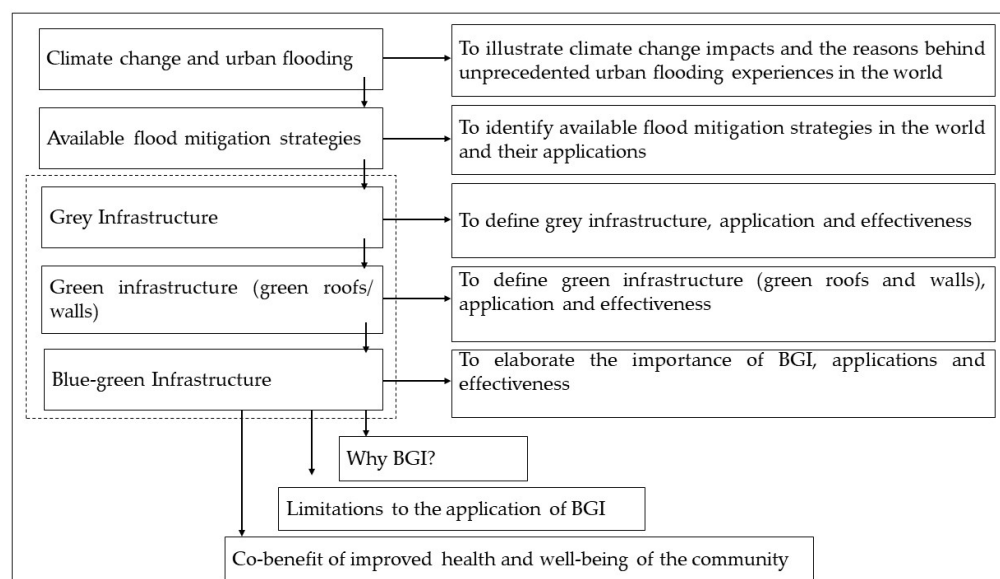 Climate change and urban flooding
To illustrate climate change impacts and the reasons behind
unprecedented urban flooding experiences in the world
Available flood mitigation strategies
To identify available flood mitigation strategies in the world
and their applications
Grey Infrastructure
To define grey infrastructure, application and effectiveness
Green infrastructure (green roofs/
walls)
To define green infrastructure (green roofs and walls),
application and effectiveness
Blue-green Infrastructure
To elaborate the importance of BGI, applications and
effectiveness
Why BGI?
Limitations to the application of BGI
Co-benefit of improved health and well-being of the community